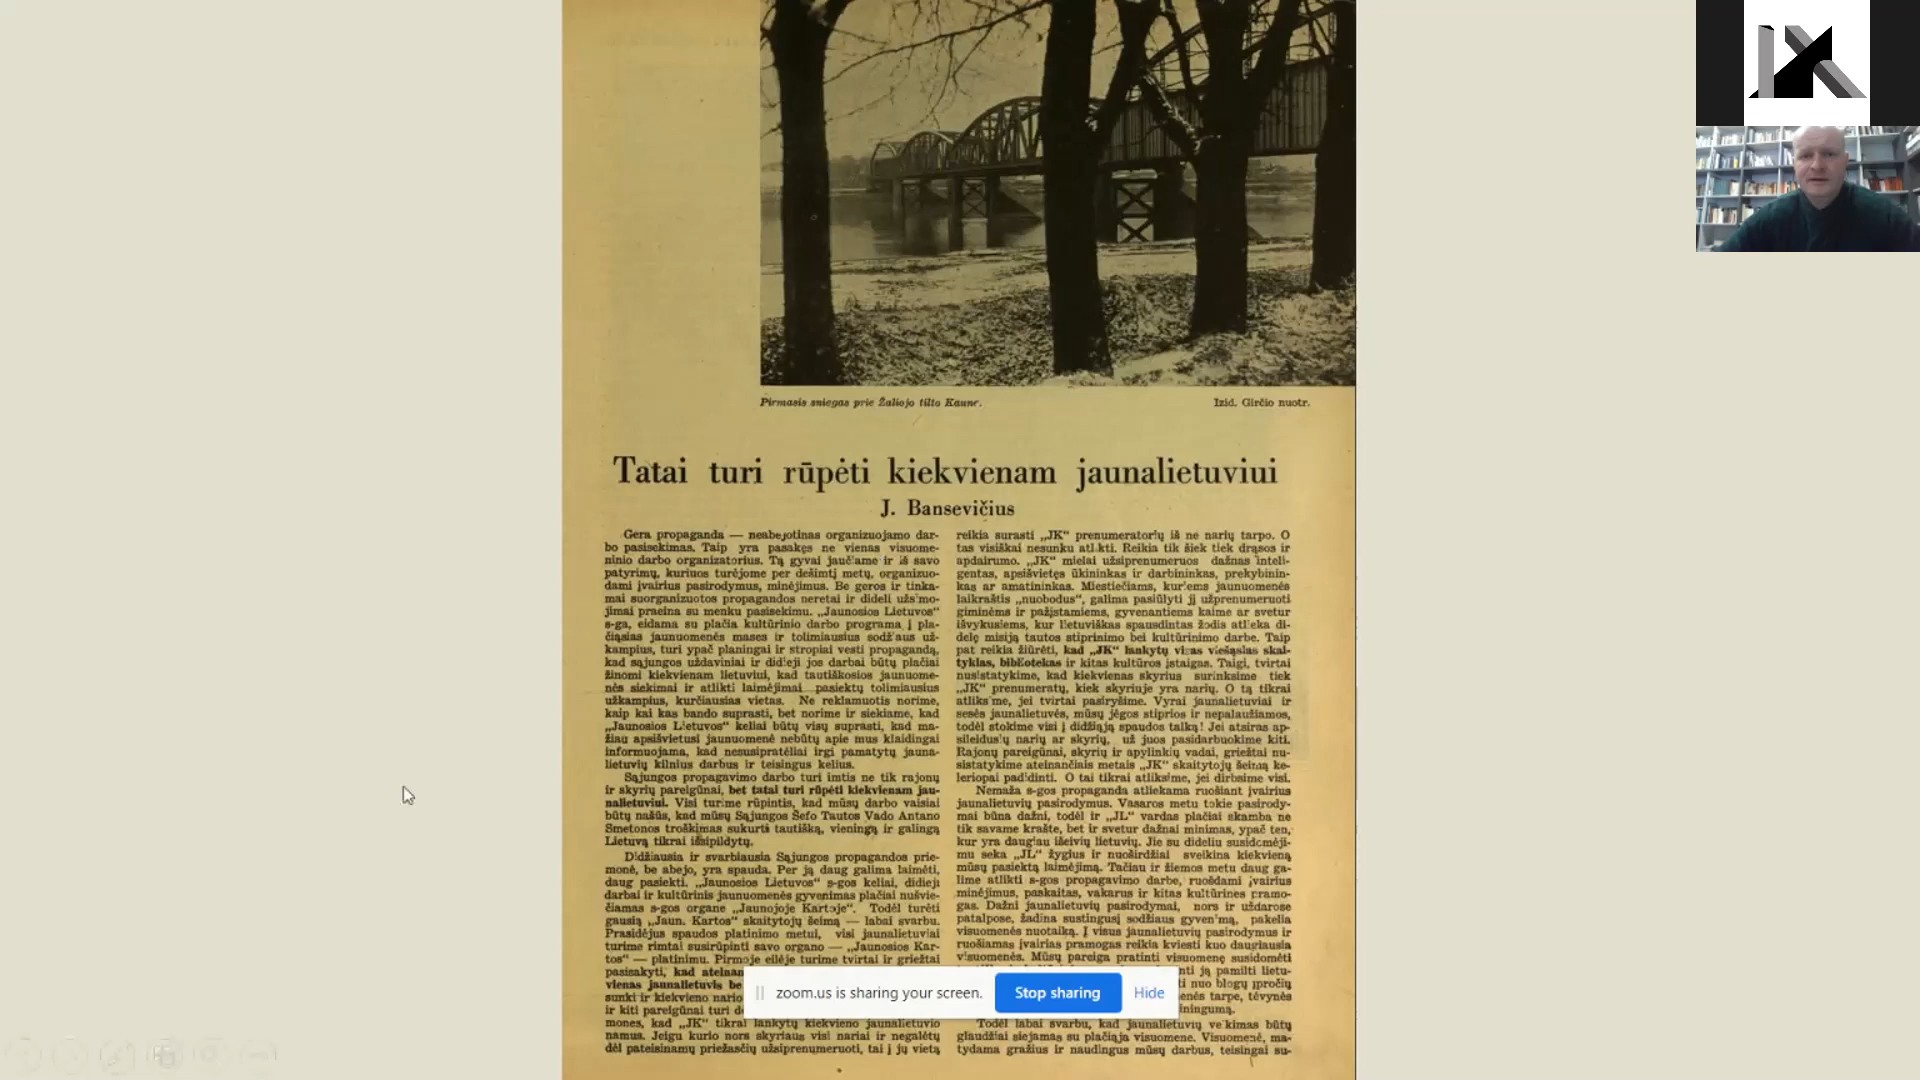 Pirmasis sniegas prie Žaliojo tilto Kaune.
Izid. Girčio nuotr.
Tatai turi rūpėti kiekvienam jaunalietuviui
J. Bansevičius
Gera propaganda — neabejotinas organizuojamo dar-
bo pasisekimas. Taip yra pasakęs ne vienas visuome-
ninio darbo organizatorius. Tą gyvai jaučiame ir iš savo
patyrimų, kuriuos turėjome per dešimtį metų, organizuo-
dami įvairius pasirodymus, minėjimus. Be geros ir tinka-
mai suorganizuotos propagandos neretai ir dideli užsimo-
jimai praeina su menku pasisekimu. „Jaunosios Lietuvos“
s-ga, eidama su plačia kultūrinio darbo programa į pla-
čiąsias jaunuomenės mases ir tolimiausius sodžiaus už-
kampius, turi ypač planingai ir stropiai vesti propagandą,
kad sąjungos uždaviniai ir didieji jos darbai būtų plačiai
žinomi kiekvienam lietuviui, kad tautiškosios jaunuome-
nės siekimai ir atlikti laimėjimai pasiektų tolimiausius
užkampius, kurčiausias vietas. Ne reklamuotis norime,
kaip kai kas bando suprasti, bet norime ir siekiame, kad
„Jaunosios Lietuvos“ keliai būtų visų suprasti, kad ma-
žiau apsišvietusi jaunuomenė nebūtų apie mus klaidingai
informuojama, kad nesusipratėliai irgi pamatytų jauna-
lietuvių kilnius darbus ir teisingus kelius.
Sąjungos propagavimo darbo turi imtis ne tik rajonų
ir skyrių pareigūnai, bet tatai turi rūpėti kiekvienam jau-
nalietuviui. Visi turime rūpintis, kad mūsų darbo vaisiai
būtų našūs, kad mūsų Sąjungos Šefo Tautos Vado Antano
Smetonos troškimas sukurti tautišką, vieningą ir galingą
Lietuvą tikrai išsipildytų.
Didžiausia ir svarbiausia Sąjungos propagandos prie-
monė, be abejo, yra spauda. Per ją daug galima laimėti,
daug pasiekti. „Jaunosios Lietuvos“ s-gos keliai, didieji
darbai ir kultūrinis jaunuomenės gyvenimas plačiai nušvie-
čiamas s-gos organe „Jaunojoje Kartoje“. Todėl turėti
gausią „Jaun. Kartos“ skaitytojų šeimą — labai svarbu.
Prasidėjus spaudos platinimo metui, visi jaunalietuviai
turime rimtai susirūpinti savo organo — „Jaunosios Kar-
tos“ — platinimu. Pirmoje eilėje turime tvirtai ir griežtai
pasisakyti, kad ateinan
vienas jaunalietuvis be
sunki ir kiekvieno nario
ir kiti pareigūnai turi d
mones, kad „JK“ tikrai lankytų kiekvieno jaunalietuvio
namus. Jeigu kurio nors skyriaus visi nariai ir negalėtų
dėl pateisinamų priežasčių užsiprenumeruoti, tai į jų vietą
reikia surasti „JK“ prenumeratorių iš ne narių tarpo. O
tas visiškai nesunku atlikti. Reikia tik šiek tiek drąsos ir
apdairumo. „JK“ mielai užsiprenumeruos dažnas inteli-
gentas, apsišvietęs ūkininkas ir darbininkas, prekybinin-
kas ar amatininkas. Miestiečiams, kuriems jaunuomenės
laikraštis „nuobodus“, galima pasiūlyti jį užprenumeruoti
giminėms ir pažįstamiems, gyvenantiems kaime ar svetur
išvykusiems, kur lietuviškas spausdintas žodis atlieka di-
delę misiją tautos stiprinimo bei kultūrinimo darbe. Taip
pat reikia žiūrėti, kad „JK“ lankytų visas viešąsias skai-
tyklas, bibliotekas ir kitas kultūros įstaigas. Taigi, tvirtai
nusistatykime, kad kiekvienas skyrius surinksime tiek
„JK“ prenumeratų, kiek skyriuje yra narių. O tą tikrai
atliksime, jei tvirtai pasiryšime. Vyrai jaunalietuviai ir
sesės jaunalietuvės, mūsų jėgos stiprios ir nepalaužiamos,
todėl stokime visi į didžiąją spaudos talką! Jei atsiras ap-
sileidusių narių ar skyrių, už juos pasidarbuokime kiti.
Rajonų pareigūnai, skyrių ir apylinkių vadai, griežtai nu-
sistatykime ateinančiais metais „JK“ skaitytojų šeimą ke-
leriopai padidinti. O tai tikrai atliksime, jei dirbsime visi.
Nemaža s-gos propaganda atliekama ruošiant įvairius
jaunalietuvių pasirodymus. Vasaros metu tokie pasirody-
mai būna dažni, todėl ir „JL“ vardas plačiai skamba ne
tik savame krašte, bet ir svetur dažnai minimas, ypač ten,
kur yra daugiau išeivių lietuvių. Jie su dideliu susidomėji-
mu seka „JL“ žygius ir nuoširdžiai sveikina kiekvieną
mūsų pasiektą laimėjimą. Tačiau ir žiemos metu daug ga-
lime atlikti s-gos propagavimo darbe, ruošdami įvairius
minėjimus, paskaitas, vakarus ir kitas kultūrines pramo-
gas. Dažni jaunalietuvių pasirodymai, nors ir uždarose
patalpose, žadina sustingusį sodžiaus gyvenimą, pakelia
visuomenės nuotaiką. Į visus jaunalietuvių pasirodymus ir
ruošiamas įvairias pramogas reikia kviesti kuo daugiausia
visuomenės. Mūsų pareiga pratinti visuomenę susidomėti
nti ją pamilti lietu-
ti nuo blogų įpročių
enės tarpe, tėvynės
iningumą.
Todėl labai svarbu, kad jaunalietuvių veikimas būtų
glaudžiai siejamas su plačiąja visuomene. Visuomenė, ma-
tydama gražius ir naudingus mūsų darbus, teisingai su-
zoom.us is sharing your screen.
Stop sharing
Hide